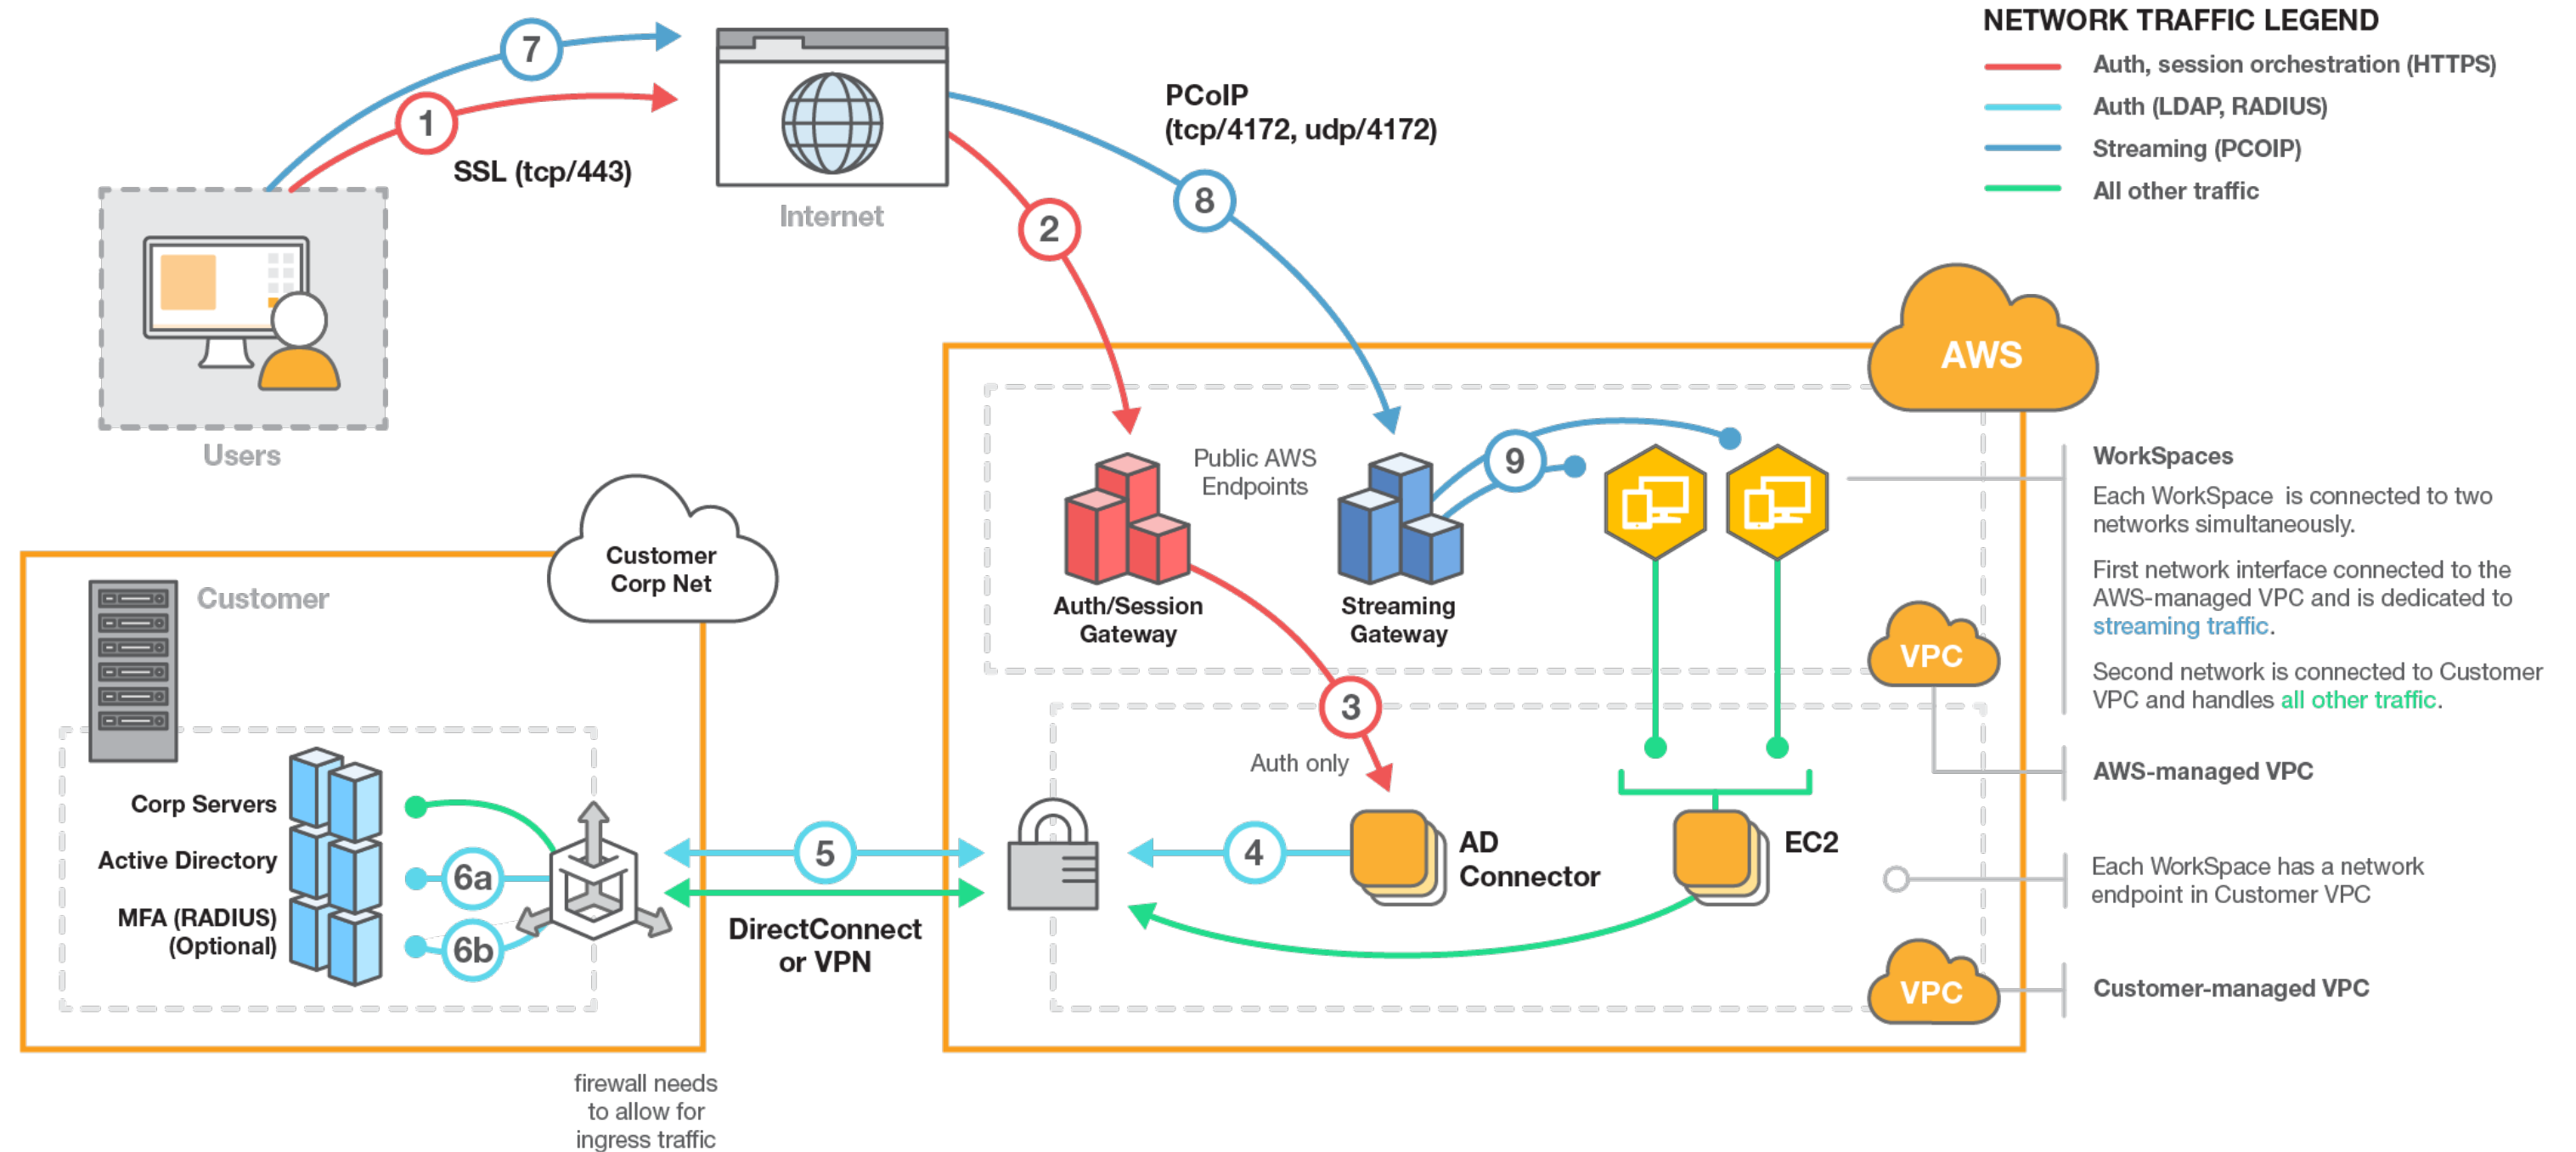 NETWORK TRAFFIC LEGEND
Auth, session orchestration (HTTPS)
Auth (LDAP, RADIUS)
Streaming (PCOIP)
All other traffic
7
1
SSL (tcp/443)
Internet
PCoIP
(tcp/4172, udp/4172)
2
8
Users
AWS
Public AWS
Endpoints
9
Auth/Session
Gateway
Streaming
Gateway
WorkSpaces
Each WorkSpace is connected to two
networks simultaneously.
First network interface connected to the
AWS-managed VPC and is dedicated to
streaming traffic.
Second network is connected to Customer
VPC and handles all other traffic.
VPC
AWS-managed VPC
Customer
Corp Net
Customer
Corp Servers
Active Directory
MFA (RADIUS)
(Optional)
6a
6b
5
DirectConnect
or VPN
3
Auth only
4
AD
Connector
EC2
Each WorkSpace has a network
endpoint in Customer VPC
VPC
Customer-managed VPC
firewall needs
to allow for
ingress traffic